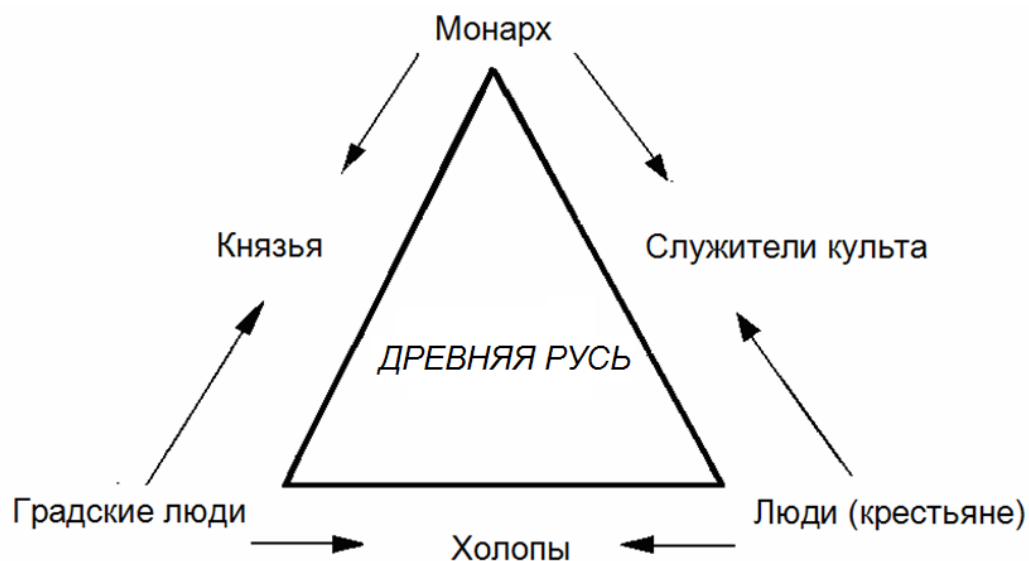 Монарх
Князья
Служители культа
ДРЕВНЯЯ РУСЬ
Градские люди
Люди (крестьяне)
Холопы